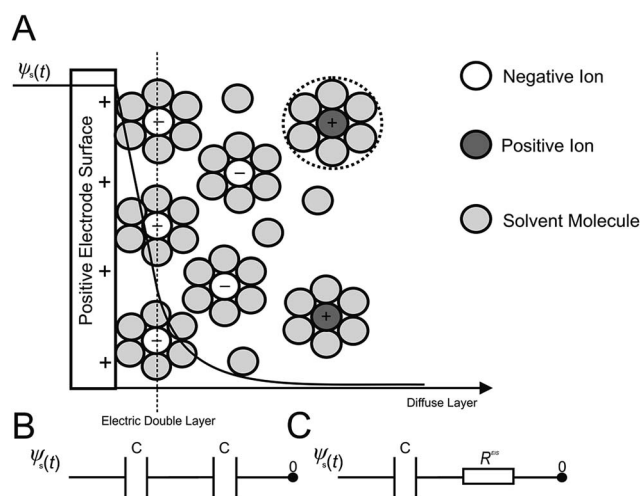 A
ψs(t)
Positive Electrode Surface
+
+
+
+
−
−
−
−
−
+
+
Negative Ion
Positive Ion
Solvent Molecule
Diffuse Layer
Electric Double Layer
B
ψs(t)
C
C
0
C
ψs(t)
C
R
0